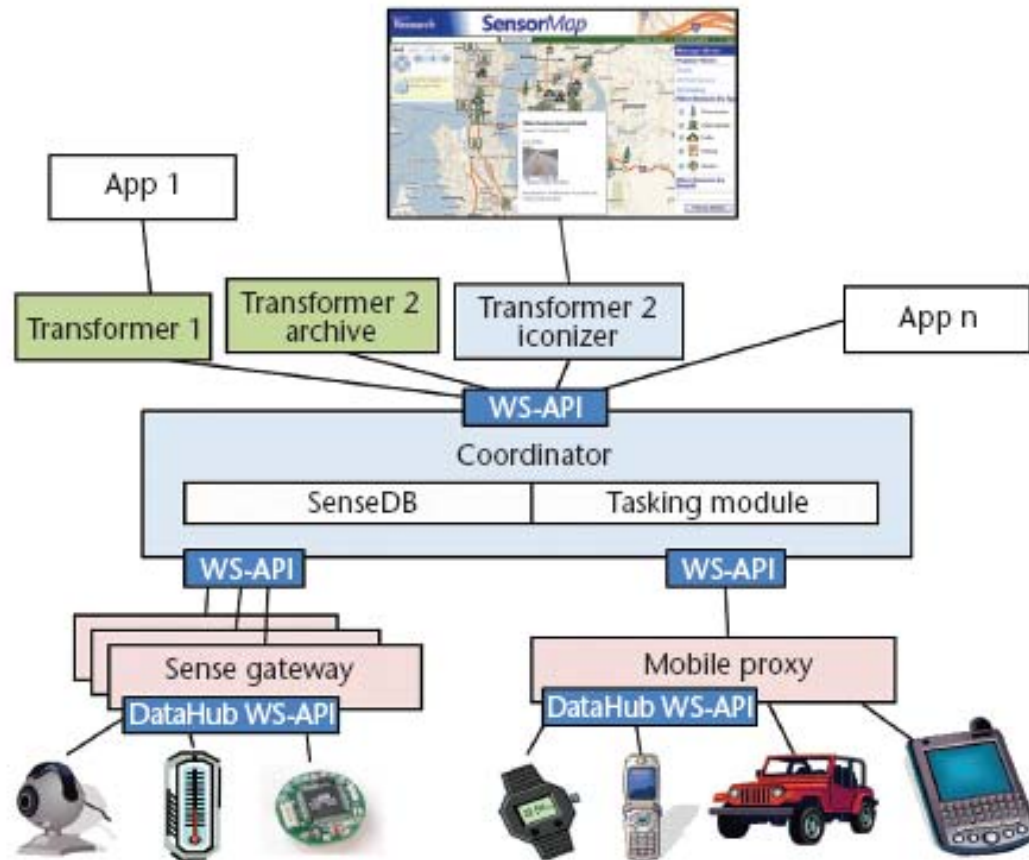 Research
SensorMap
App 1
Transformer 1
Transformer 2
archive
Transformer 2
iconizer
App n
WS-API
Coordinator
SenseDB
Tasking module
WS-API
WS-API
Sense gateway
Mobile proxy
DataHub WS-API
DataHub WS-API